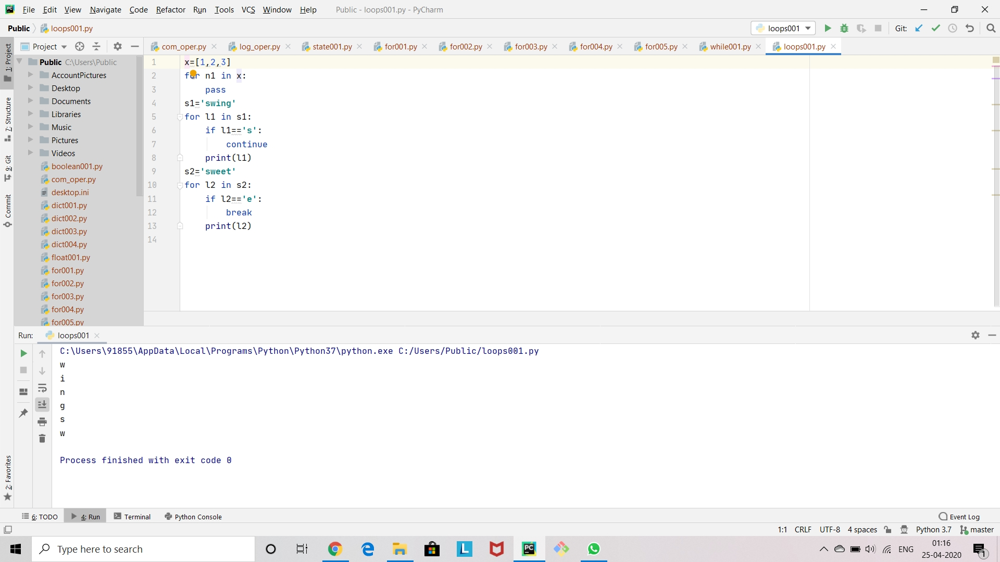 File Edit View Navigate Code Refactor Run Tools VCS Window Help Public - loops001.py - PyCharm
Public loops001.py loops001 Git:
1: Project
7: Structure
9: Git
Commit
2: Favorites
Project
com_oper.py log_oper.py state001.py for001.py for002.py for003.py for004.py for005.py while001.py loops001.py
Public C:\Users\Public
AccountPictures
Desktop
Documents
Libraries
Music
Pictures
Videos
boolean001.py
com_oper.py
desktop.ini
dict001.py
dict002.py
dict003.py
dict004.py
float001.py
for001.py
for002.py
for003.py
for004.py
for005.py
1 x=[1,2,3]
2 for n1 in x:
3 pass
4 s1='swing'
5 for l1 in s1:
6 if l1=='s':
7 continue
8 print(l1)
9 s2='sweet'
10 for l2 in s2:
11 if l2=='e':
12 break
13 print(l2)
14
Run: loops001
C:\Users\91855\AppData\Local\Programs\Python\Python37\python.exe C:/Users/Public/loops001.py
w
i
n
g
s
w
Process finished with exit code 0
6: TODO 4: Run Terminal Python Console Event Log
1:1 CRLF UTF-8 4 spaces Python 3.7 master
Type here to search
PC
L
ENG
01:16
25-04-2020
1